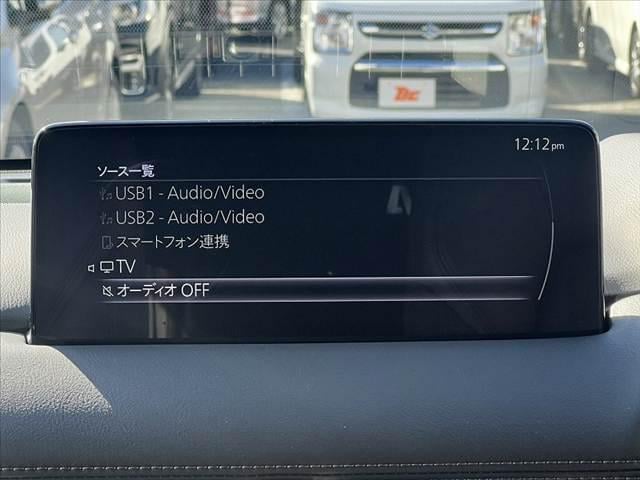 12:12pm
ソース一覧
USB1 - Audio/Video
USB2 - Audio/Video
スマートフォン連携
TV
オーディオ OFF